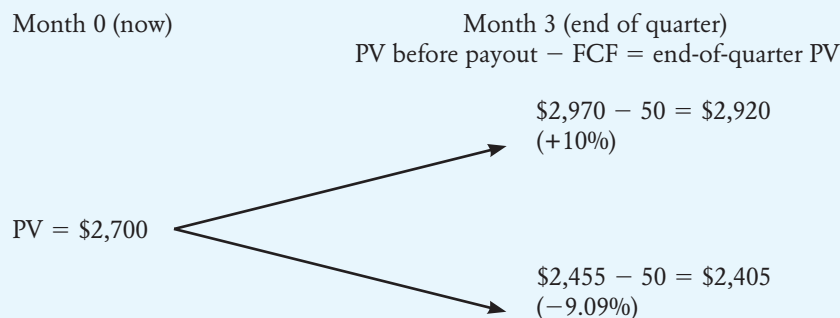 Month 0 (now)
Month 3 (end of quarter)
PV before payout − FCF = end-of-quarter PV
$2,970 − 50 = $2,920
(+10%)
PV = $2,700
$2,455 − 50 = $2,405
(−9.09%)